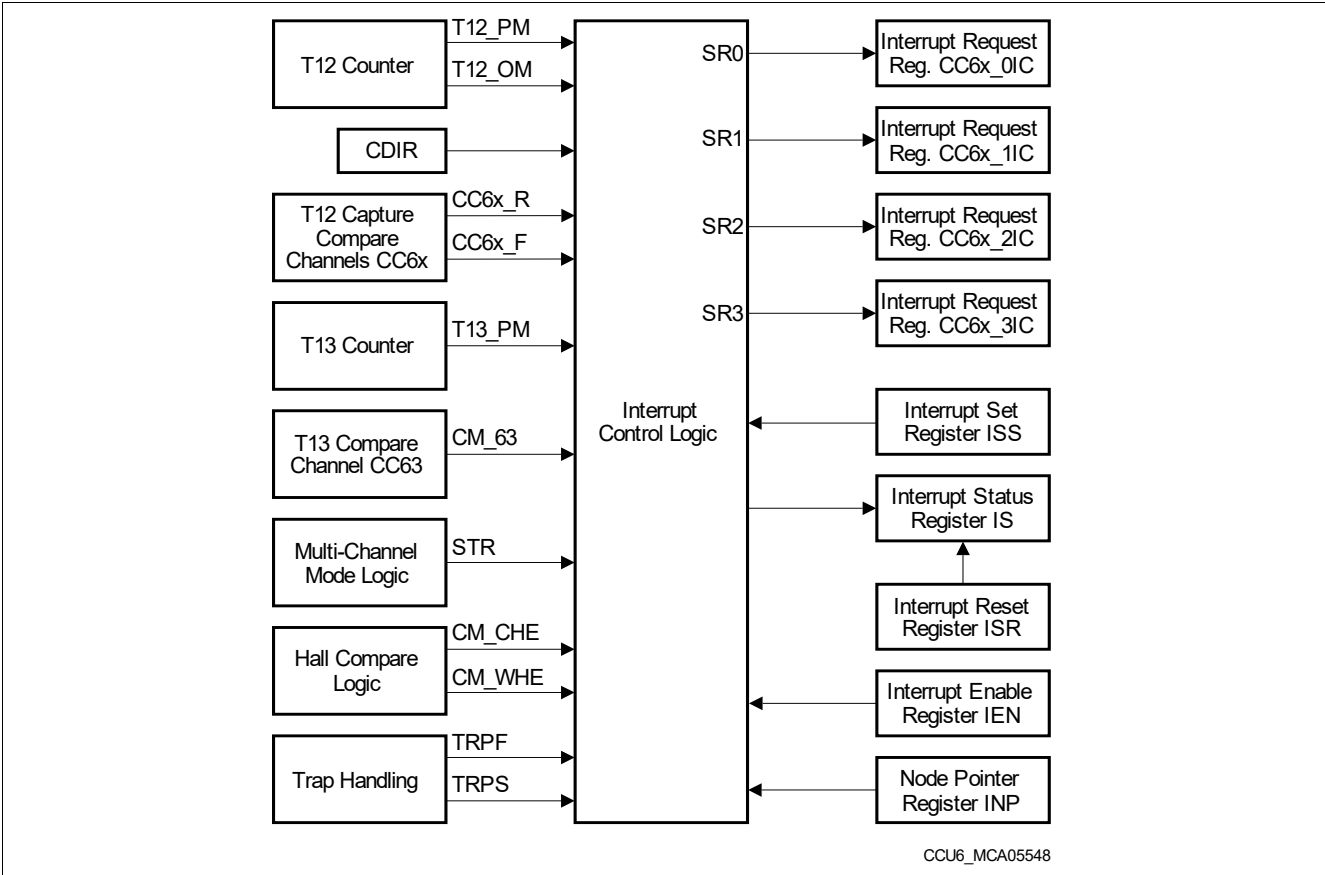 T12 Counter
T12_PM
T12_OM
CDIR
T12 Capture
Compare
Channels CC6x
CC6x_R
CC6x_F
T13 Counter
T13_PM
T13 Compare
Channel CC63
CM_63
Multi-Channel
Mode Logic
STR
Hall Compare
Logic
CM_CHE
CM_WHE
Trap Handling
TRPF
TRPS
Interrupt
Control Logic
SR0
SR1
SR2
SR3
Interrupt Request
Reg. CC6x_0IC
Interrupt Request
Reg. CC6x_1IC
Interrupt Request
Reg. CC6x_2IC
Interrupt Request
Reg. CC6x_3IC
Interrupt Set
Register ISS
Interrupt Status
Register IS
Interrupt Reset
Register ISR
Interrupt Enable
Register IEN
Node Pointer
Register INP
CCU6_MCA05548